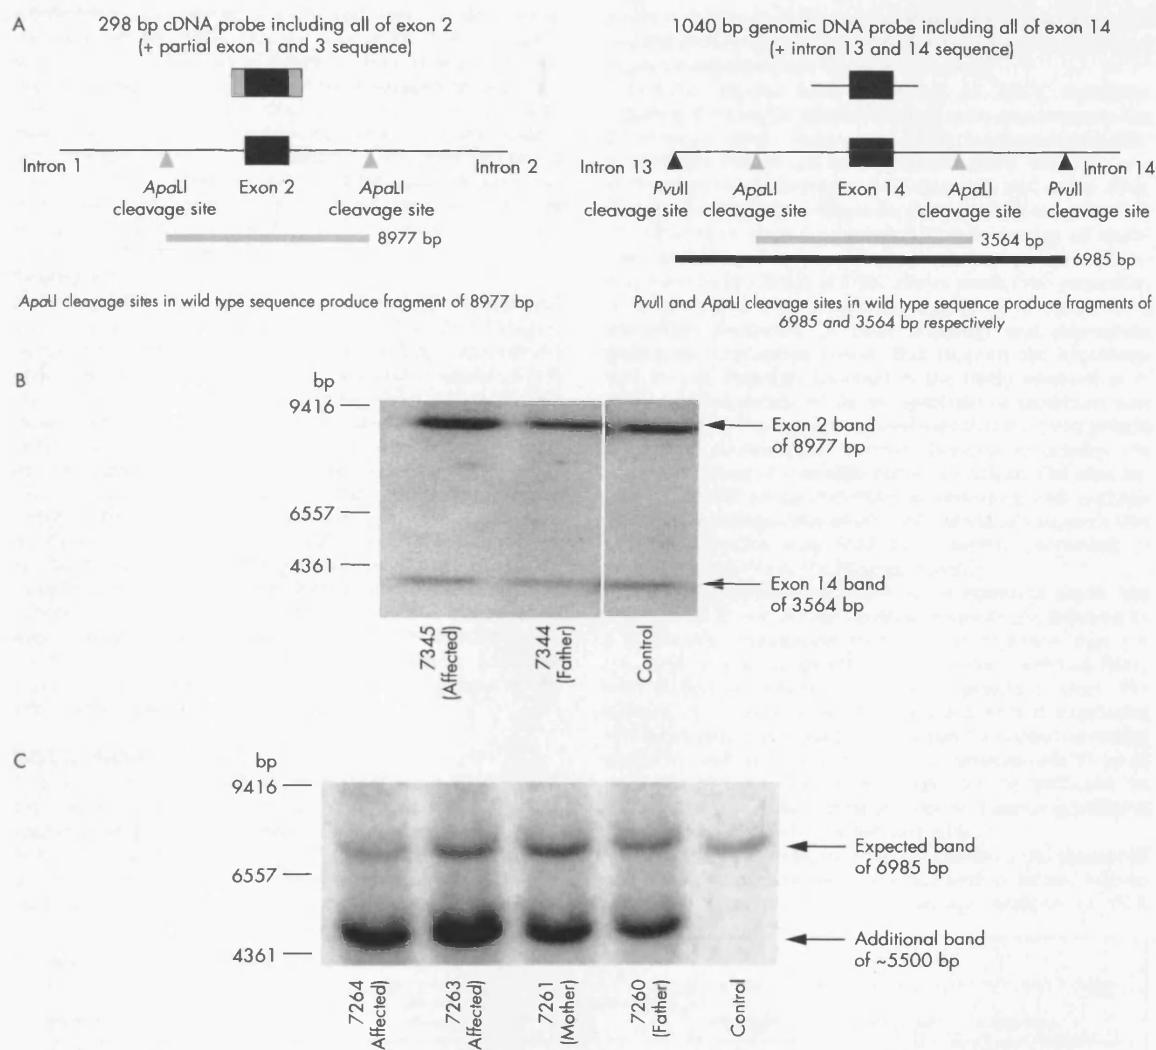 A
298 bp cDNA probe including all of exon 2
(+ partial exon 1 and 3 sequence)
Intron 1
Intron 2
ApaLI
cleavage site
Exon 2
ApaLI
cleavage site
8977 bp
ApaLI cleavage sites in wild type sequence produce fragment of 8977 bp
1040 bp genomic DNA probe including all of exon 14
(+ intron 13 and 14 sequence)
Intron 13
Intron 14
PvuII
cleavage site
ApaLI
cleavage site
Exon 14
ApaLI
cleavage site
PvuII
cleavage site
3564 bp
6985 bp
PvuII and ApaLI cleavage sites in wild type sequence produce fragments of
6985 and 3564 bp respectively
B
bp
9416
6557
4361
Exon 2 band
of 8977 bp
Exon 14 band
of 3564 bp
7345
(Affected)
7344
(Father)
Control
C
bp
9416
6557
4361
Expected band
of 6985 bp
Additional band
of ~5500 bp
7264
Affected)
7263
Affected)
7261
(Mother)
7260
(Father)
Control